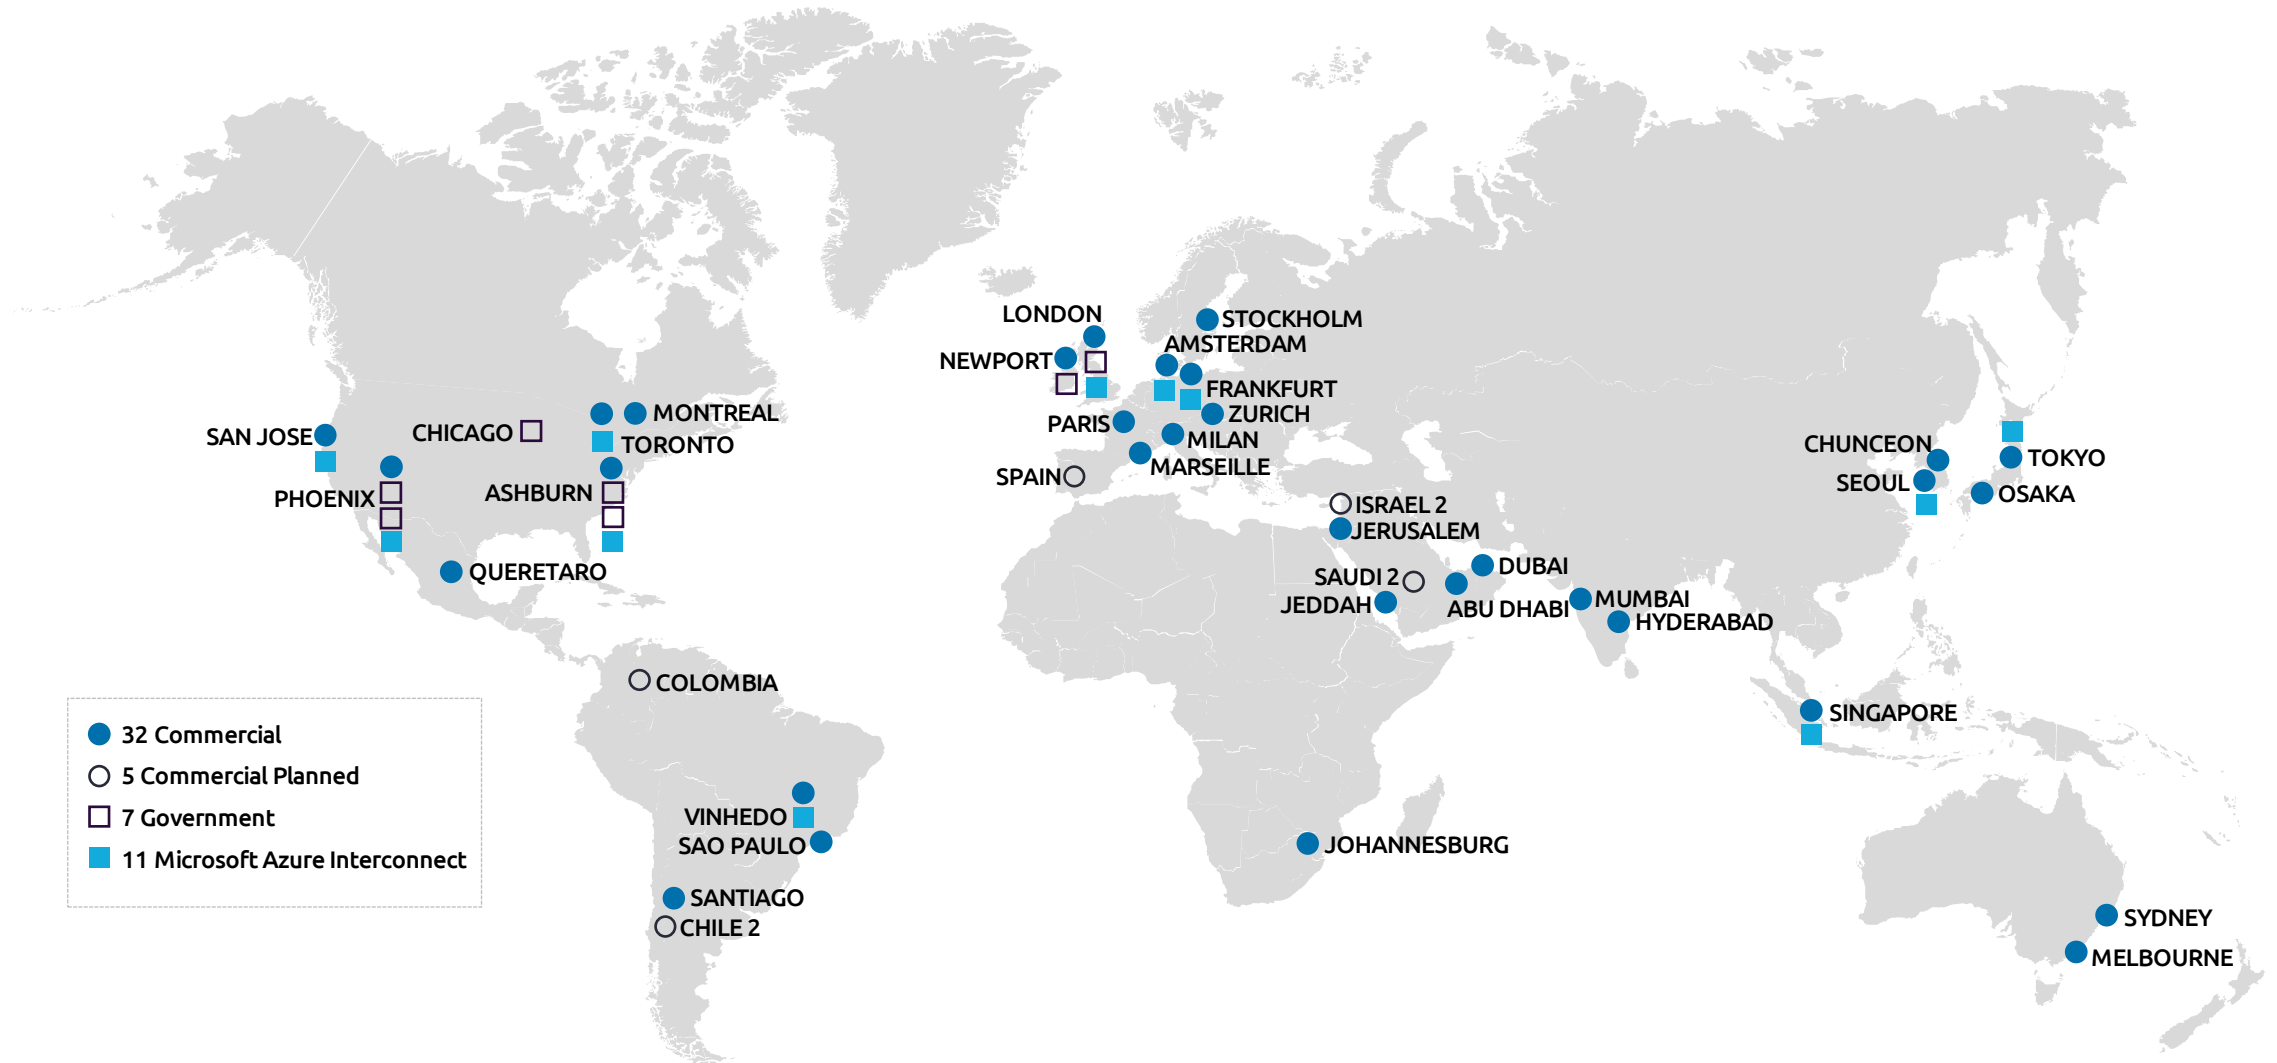 LONDON
STOCKHOLM
AMSTERDAM
NEWPORT
FRANKFURT
MONTREAL
ZURICH
PARIS
CHICAGO
SAN JOSE
MILAN
TORONTO
CHUNCEON
TOKYO
MARSEILLE
SPAIN
SEOUL
ASHBURN
OSAKA
PHOENIX
ISRAEL 2
JERUSALEM
DUBAI
QUERETARO
SAUDI 2
MUMBAI
JEDDAH
ABU DHABI
HYDERABAD
COLOMBIA
SINGAPORE
32 Commercial
5 Commercial Planned
7 Government
11 Microsoft Azure Interconnect
VINHEDO
SAO PAULO
JOHANNESBURG
SANTIAGO
CHILE 2
SYDNEY
MELBOURNE